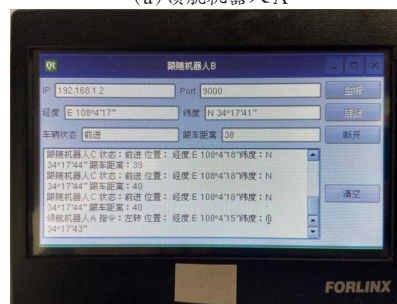 (a)领航机器人A
Qt 跟随机器人B
IP 192.168.1.2 Port 9000 监听
经度 E 108°4'17" 纬度 N 34°17'41" 连接
车辆状态 前进 跟车距离 38 断开
跟随机器人C 状态：前进 位置： 经度:E 108°4'18"纬度：N
34°17'44" 跟车距离：39
跟随机器人C 状态：前进 位置： 经度:E 108°4'18"纬度：N
34°17'44" 跟车距离：40
跟随机器人C 状态：前进 位置： 经度:E 108°4'18"纬度：N
34°17'44" 跟车距离：40
领航机器人A 指令：左转 位置： 经度:E 108°4'15"纬度：N
34°17'43"
清空
FORLINX